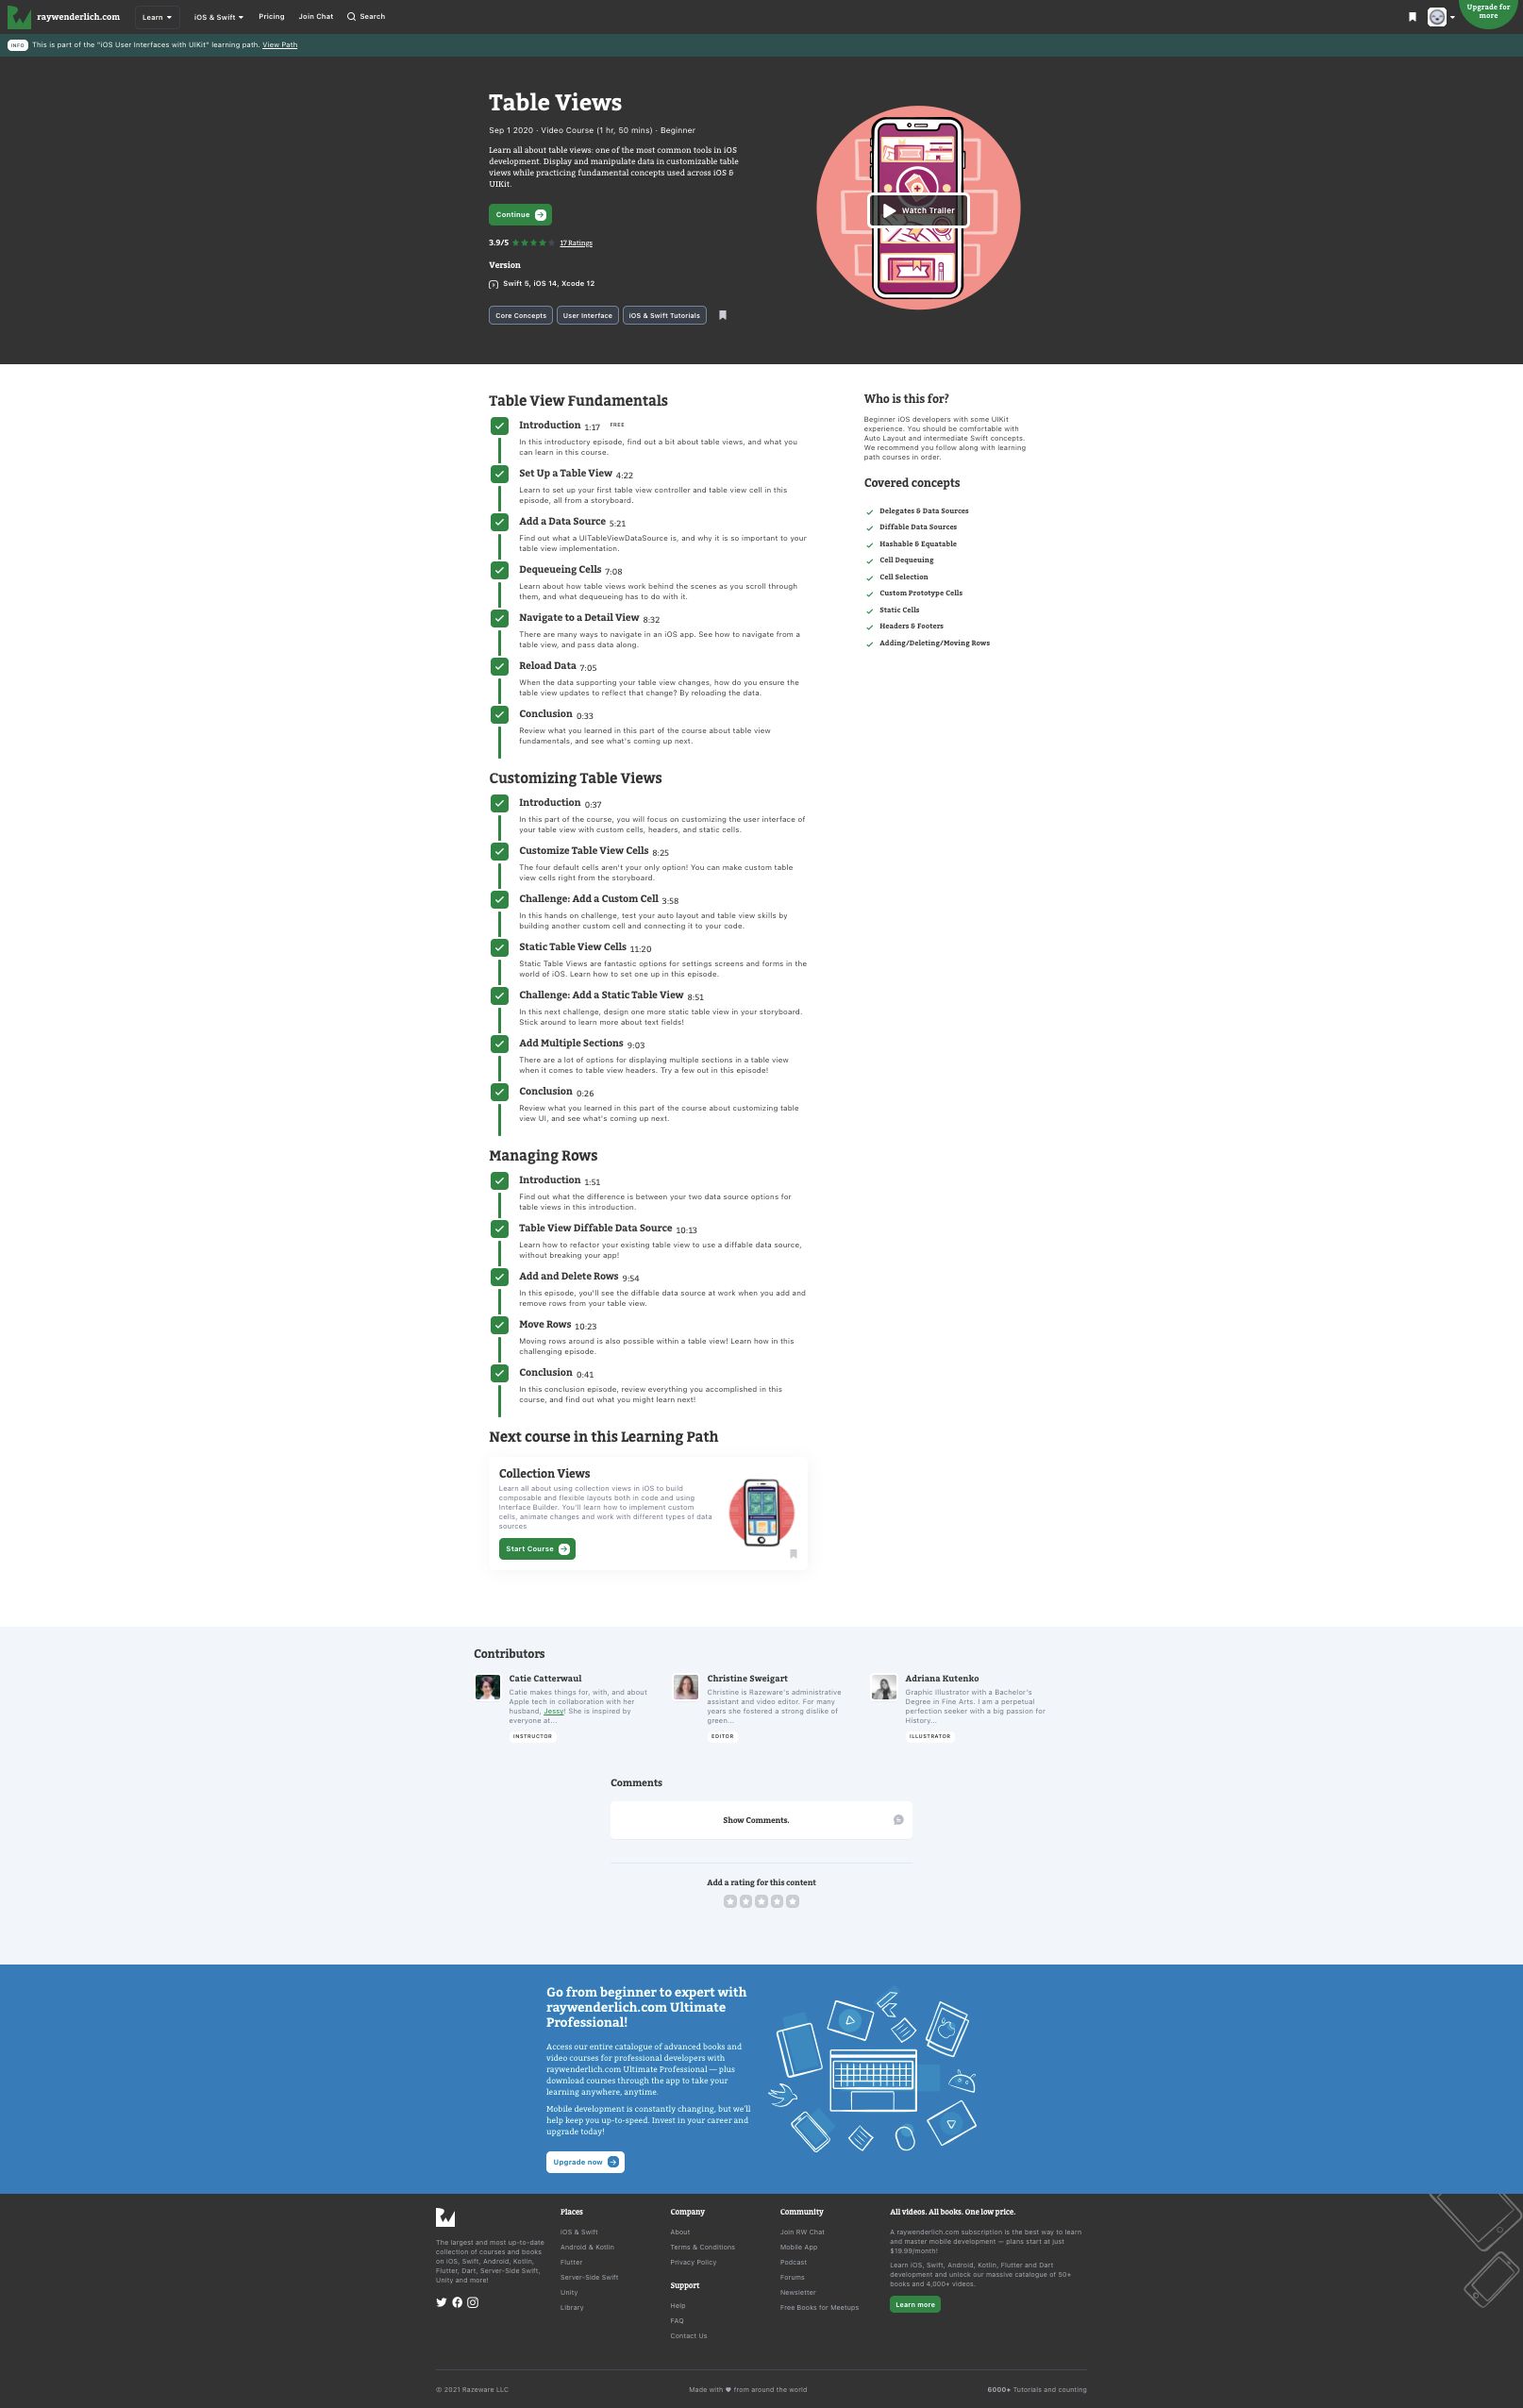 raywenderlich.com Learn iOS & Swift Pricing Join Chat Search
Upgrade for
more
INFO This is part of the "iOS User Interfaces with UIKit" learning path. View Path
Table Views
Sep 1 2020 · Video Course (1 hr, 50 mins) · Beginner
Learn all about table views: one of the most common tools in iOS
development. Display and manipulate data in customizable table
views while practicing fundamental concepts used across iOS &
UIKit.
Continue
3.9/5 17 Ratings
Version
Swift 5, iOS 14, Xcode 12
Core Concepts User Interface iOS & Swift Tutorials
Watch Trailer
Table View Fundamentals
Introduction 1:17 FREE
In this introductory episode, find out a bit about table views, and what you
can learn in this course.
Set Up a Table View 4:22
Learn to set up your first table view controller and table view cell in this
episode, all from a storyboard.
Add a Data Source 5:21
Find out what a UITableViewDataSource is, and why it is so important to your
table view implementation.
Dequeueing Cells 7:08
Learn about how table views work behind the scenes as you scroll through
them, and what dequeueing has to do with it.
Navigate to a Detail View 8:32
There are many ways to navigate in an iOS app. See how to navigate from a
table view, and pass data along.
Reload Data 7:05
When the data supporting your table view changes, how do you ensure the
table view updates to reflect that change? By reloading the data.
Conclusion 0:33
Review what you learned in this part of the course about table view
fundamentals, and see what's coming up next.
Who is this for?
Beginner iOS developers with some UIKit
experience. You should be comfortable with
Auto Layout and intermediate Swift concepts.
We recommend you follow along with learning
path courses in order.
Covered concepts
Delegates & Data Sources
Diffable Data Sources
Hashable & Equatable
Cell Dequeuing
Cell Selection
Custom Prototype Cells
Static Cells
Headers & Footers
Adding/Deleting/Moving Rows
Customizing Table Views
Introduction 0:37
In this part of the course, you will focus on customizing the user interface of
your table view with custom cells, headers, and static cells.
Customize Table View Cells 8:25
The four default cells aren't your only option! You can make custom table
view cells right from the storyboard.
Challenge: Add a Custom Cell 3:58
In this hands on challenge, test your auto layout and table view skills by
building another custom cell and connecting it to your code.
Static Table View Cells 11:20
Static Table Views are fantastic options for settings screens and forms in the
world of iOS. Learn how to set one up in this episode.
Challenge: Add a Static Table View 8:51
In this next challenge, design one more static table view in your storyboard.
Stick around to learn more about text fields!
Add Multiple Sections 9:03
There are a lot of options for displaying multiple sections in a table view
when it comes to table view headers. Try a few out in this episode!
Conclusion 0:26
Review what you learned in this part of the course about customizing table
view UI, and see what's coming up next.
Managing Rows
Introduction 1:51
Find out what the difference is between your two data source options for
table views in this introduction.
Table View Diffable Data Source 10:13
Learn how to refactor your existing table view to use a diffable data source,
without breaking your app!
Add and Delete Rows 9:54
In this episode, you'll see the diffable data source at work when you add and
remove rows from your table view.
Move Rows 10:23
Moving rows around is also possible within a table view! Learn how in this
challenging episode.
Conclusion 0:41
In this conclusion episode, review everything you accomplished in this
course, and find out what you might learn next!
Next course in this Learning Path
Collection Views
Learn all about using collection views in iOS to build
composable and flexible layouts both in code and using
Interface Builder. You'll learn how to implement custom
cells, animate changes and work with different types of data
sources
Start Course
Contributors
Catie Catterwaul
Catie makes things for, with, and about
Apple tech in collaboration with her
husband, Jessy! She is inspired by
everyone at...
INSTRUCTOR
Christine Sweigart
Christine is Razeware's administrative
assistant and video editor. For many
years she fostered a strong dislike of
green...
EDITOR
Adriana Kutenko
Graphic Illustrator with a Bachelor's
Degree in Fine Arts. I am a perpetual
perfection seeker with a big passion for
History...
ILLUSTRATOR
Comments
Show Comments.
Add a rating for this content
Go from beginner to expert with
raywenderlich.com Ultimate
Professional!
Access our entire catalogue of advanced books and
video courses for professional developers with
raywenderlich.com Ultimate Professional — plus
download courses through the app to take your
learning anywhere, anytime.
Mobile development is constantly changing, but we'll
help keep you up-to-speed. Invest in your career and
upgrade today!
Upgrade now
The largest and most up-to-date
collection of courses and books
on iOS, Swift, Android, Kotlin,
Flutter, Dart, Server-Side Swift,
Unity and more!
Places
iOS & Swift
Android & Kotlin
Flutter
Server-Side Swift
Unity
Library
Company
About
Terms & Conditions
Privacy Policy
Support
Help
FAQ
Contact Us
Community
Join RW Chat
Mobile App
Podcast
Forums
Newsletter
Free Books for Meetups
All videos. All books. One low price.
A raywenderlich.com subscription is the best way to learn
and master mobile development — plans start at just
$19.99/month!
Learn iOS, Swift, Android, Kotlin, Flutter and Dart
development and unlock our massive catalogue of 50+
books and 4,000+ videos.
Learn more
© 2021 Razeware LLC
Made with ♥ from around the world
6000+ Tutorials and counting